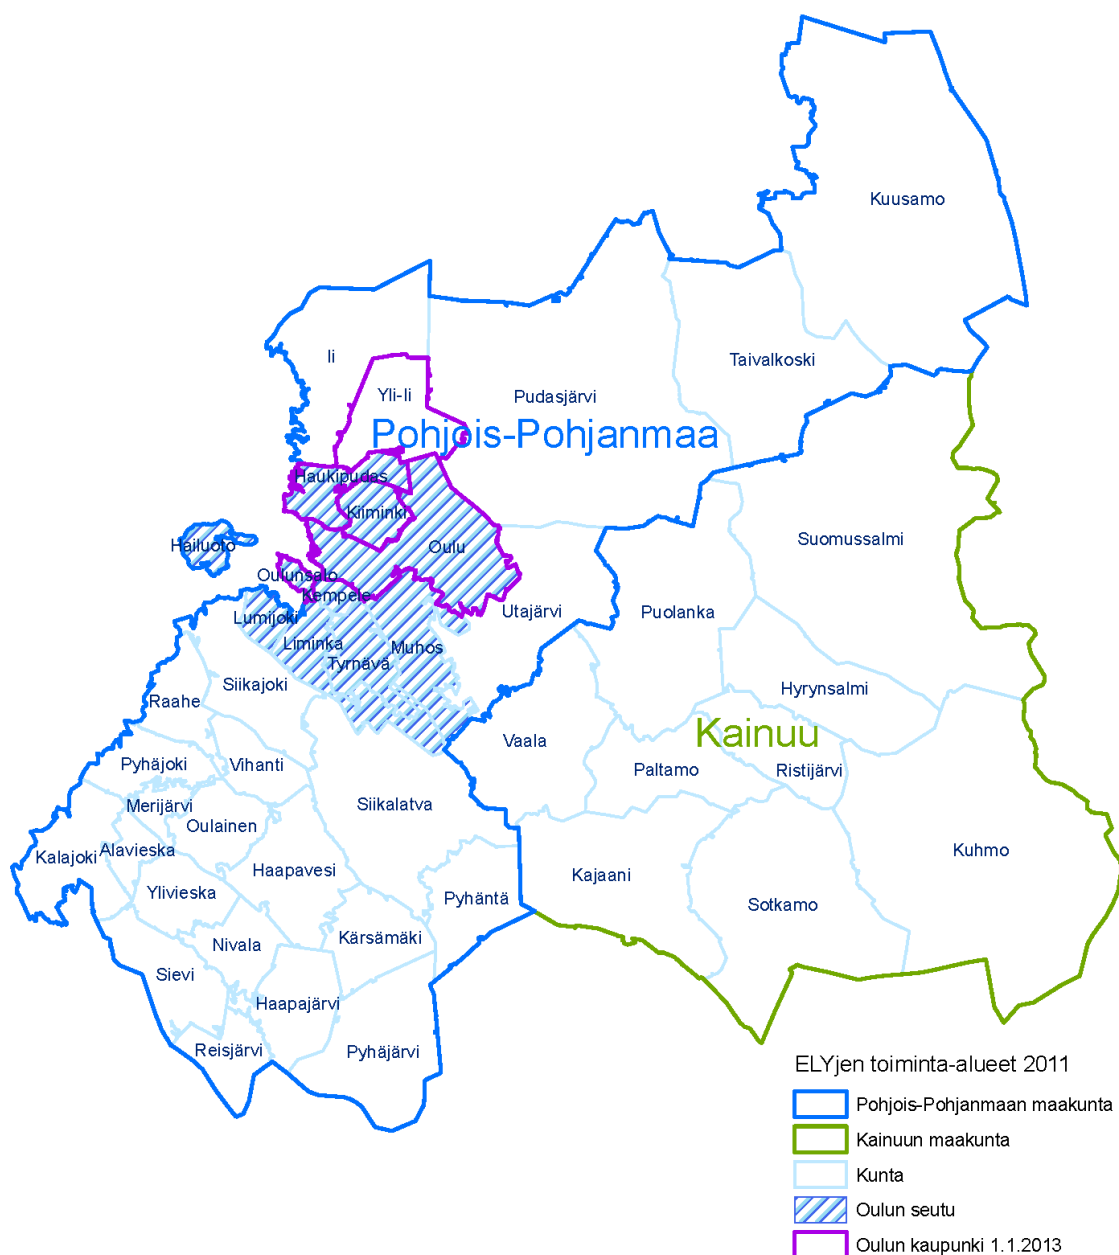 Kuusamo
Ii
Taivalkoski
Yli-Ii
Pudasjärvi
Pohjois-Pohjanmaa
Haukipudas
Kiiminki
Hailuoto
Oulu
Suomussalmi
Oulunsalo
Kempele
Lumijoki
Utajärvi
Puolanka
Liminka
Muhos
Tyrnävä
Siikajoki
Hyrynsalmi
Raahe
Kainuu
Vaala
Pyhäjoki
Vihanti
Paltamo
Ristijärvi
Merijärvi
Siikalatva
Oulainen
Alavieska
Kalajoki
Kuhmo
Haapavesi
Kajaani
Ylivieska
Pyhäntä
Sotkamo
Nivala
Kärsämäki
Sievi
Haapajärvi
Reisjärvi
Pyhäjärvi
ELYjen toiminta-alueet 2011
Pohjois-Pohjanmaan maakunta
Kainuun maakunta
Kunta
Oulun seutu
Oulun kaupunki 1.1.2013